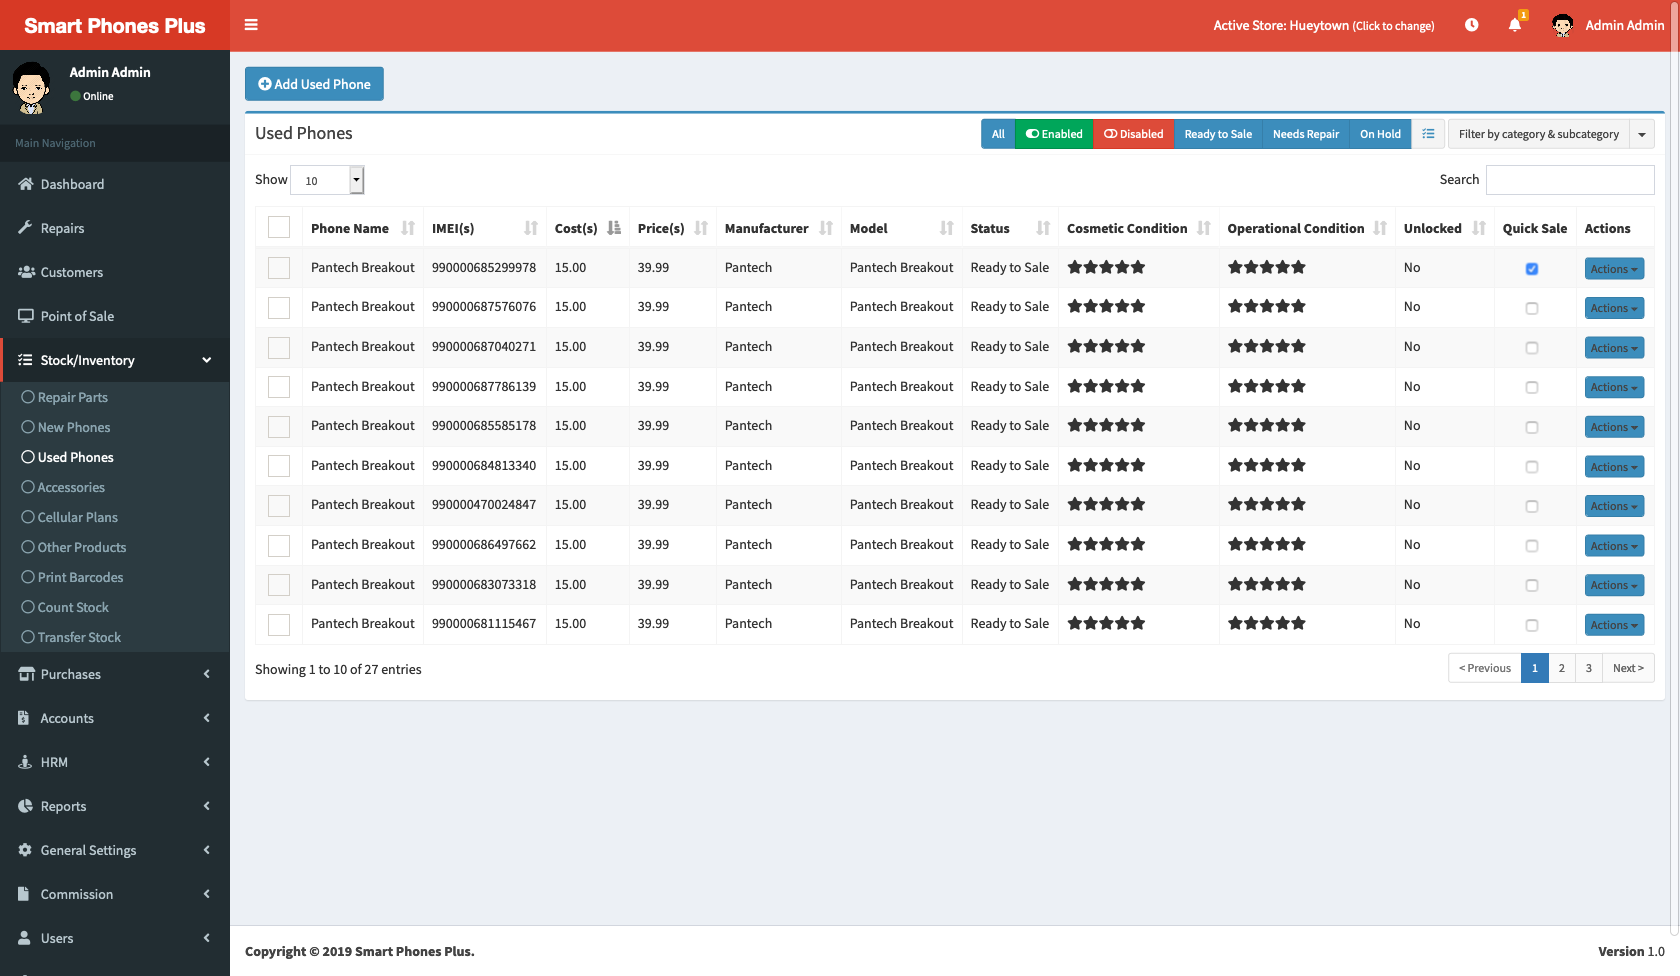 Smart Phones Plus
Active Store: Hueytown (Click to change)
1
Admin Admin
Admin Admin
Online
Main Navigation
Dashboard
Repairs
Customers
Point of Sale
Stock/Inventory
Repair Parts
New Phones
Used Phones
Accessories
Cellular Plans
Other Products
Print Barcodes
Count Stock
Transfer Stock
Purchases
Accounts
HRM
Reports
General Settings
Commission
Users
Add Used Phone
Used Phones
All Enabled Disabled Ready to Sale Needs Repair On Hold Filter by category & subcategory
Show 10
Search
Phone Name IMEI(s) Cost(s) Price(s) Manufacturer Model Status Cosmetic Condition Operational Condition Unlocked Quick Sale Actions
Pantech Breakout 990000685299978 15.00 39.99 Pantech Pantech Breakout Ready to Sale ★★★★★ ★★★★★ No Actions
Pantech Breakout 990000687576076 15.00 39.99 Pantech Pantech Breakout Ready to Sale ★★★★★ ★★★★★ No Actions
Pantech Breakout 990000687040271 15.00 39.99 Pantech Pantech Breakout Ready to Sale ★★★★★ ★★★★★ No Actions
Pantech Breakout 990000687786139 15.00 39.99 Pantech Pantech Breakout Ready to Sale ★★★★★ ★★★★★ No Actions
Pantech Breakout 990000685585178 15.00 39.99 Pantech Pantech Breakout Ready to Sale ★★★★★ ★★★★★ No Actions
Pantech Breakout 990000684813340 15.00 39.99 Pantech Pantech Breakout Ready to Sale ★★★★★ ★★★★★ No Actions
Pantech Breakout 990000470024847 15.00 39.99 Pantech Pantech Breakout Ready to Sale ★★★★★ ★★★★★ No Actions
Pantech Breakout 990000686497662 15.00 39.99 Pantech Pantech Breakout Ready to Sale ★★★★★ ★★★★★ No Actions
Pantech Breakout 990000683073318 15.00 39.99 Pantech Pantech Breakout Ready to Sale ★★★★★ ★★★★★ No Actions
Pantech Breakout 990000681115467 15.00 39.99 Pantech Pantech Breakout Ready to Sale ★★★★★ ★★★★★ No Actions
Showing 1 to 10 of 27 entries
< Previous 1 2 3 Next >
Copyright © 2019 Smart Phones Plus.
Version 1.0